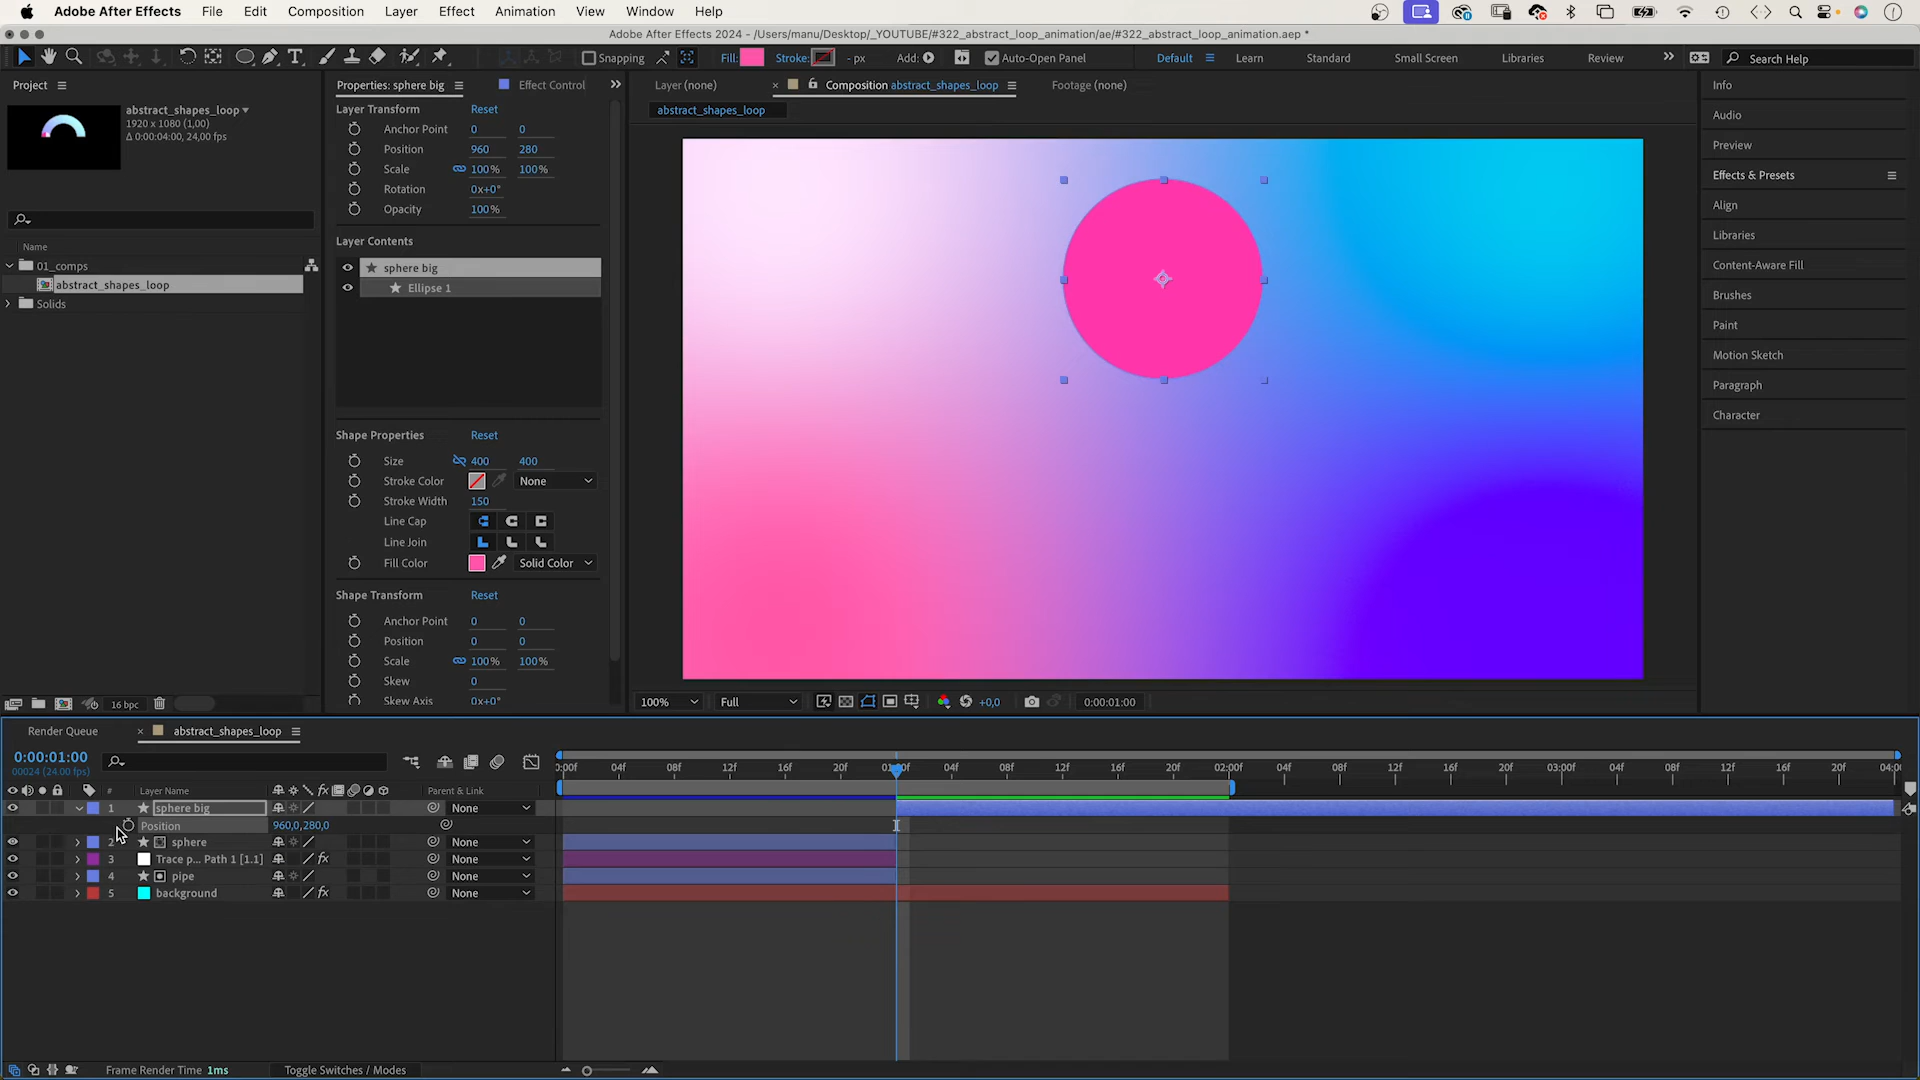 Adobe After Effects File Edit Composition Layer Effect Animation View Window Help
Adobe After Effects 2024 - /Users/manu/Desktop/_YOUTUBE/#322_abstract_loop_animation/ae/#322_abstract_loop_animation.aep *
Snapping Fill: Stroke: - px Add: Auto-Open Panel Default Learn Standard Small Screen Libraries Review Search Help
Project
abstract_shapes_loop
1920 x 1080 (1,00)
Δ 0:00:04:00, 24,00 fps
Name
01_comps
abstract_shapes_loop
Solids
16 bpc
Properties: sphere big Effect Control
Layer Transform Reset
Anchor Point 0 0
Position 960 280
Scale 100% 100%
Rotation 0x+0°
Opacity 100%
Layer Contents
sphere big
Ellipse 1
Shape Properties Reset
Size 400 400
Stroke Color None
Stroke Width 150
Line Cap
Line Join
Fill Color Solid Color
Shape Transform Reset
Anchor Point 0 0
Position 0 0
Scale 100% 100%
Skew 0
Skew Axis 0x+0°
Layer (none) Composition abstract_shapes_loop Footage (none)
abstract_shapes_loop
100% Full +0,0 0:00:01:00
Info
Audio
Preview
Effects & Presets
Align
Libraries
Content-Aware Fill
Brushes
Paint
Motion Sketch
Paragraph
Character
Render Queue abstract_shapes_loop
0:00:01:00
00024 (24.00 fps)
04f 08f 12f 16f 20f 04f 08f 12f 16f 20f 02:00f 04f 08f 12f 16f 20f 03:00f 04f 08f 12f 16f 20f
# Layer Name Parent & Link
1 sphere big None
Position 960,0,280,0
2 sphere None
3 Trace p... Path 1 [1.1] None
4 pipe None
5 background None
Frame Render Time 1ms Toggle Switches / Modes